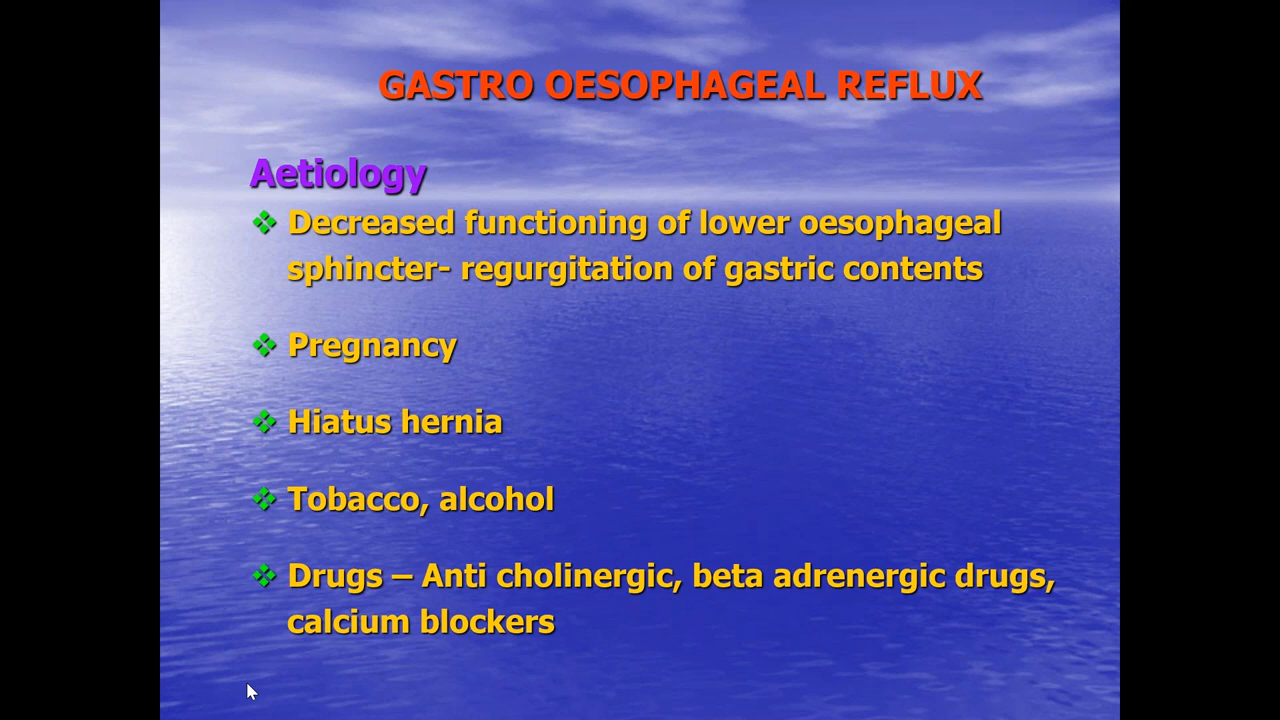 GASTRO OESOPHAGEAL REFLUX
Aetiology
❖ Decreased functioning of lower oesophageal
sphincter- regurgitation of gastric contents
❖ Pregnancy
❖ Hiatus hernia
❖ Tobacco, alcohol
❖ Drugs – Anti cholinergic, beta adrenergic drugs,
calcium blockers